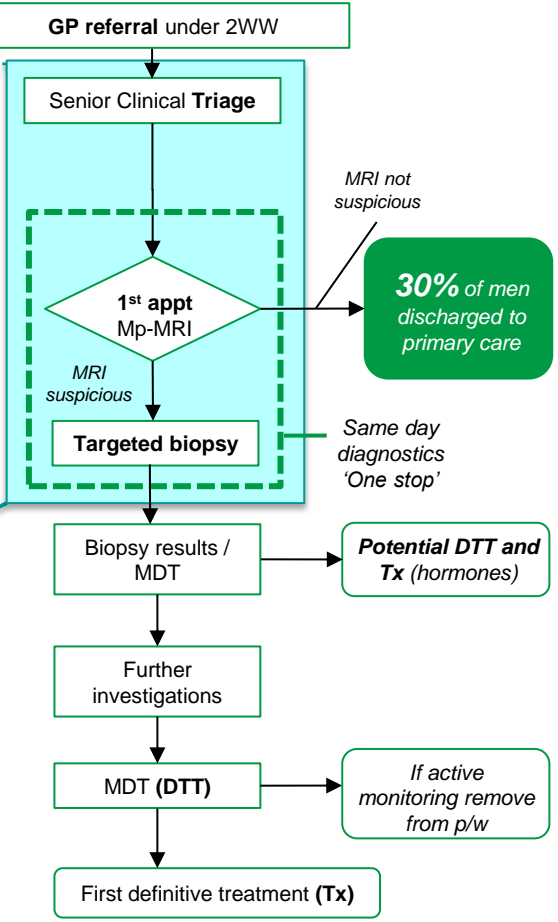 GP referral under 2WW
Senior Clinical Triage
MRI not
suspicious
1st appt
Mp-MRI
30% of men
discharged to
primary care
MRI
suspicious
Targeted biopsy
Same day
diagnostics
'One stop'
Biopsy results /
MDT
Potential DTT and
Tx (hormones)
Further
investigations
MDT (DTT)
If active
monitoring remove
from p/w
First definitive treatment (Tx)